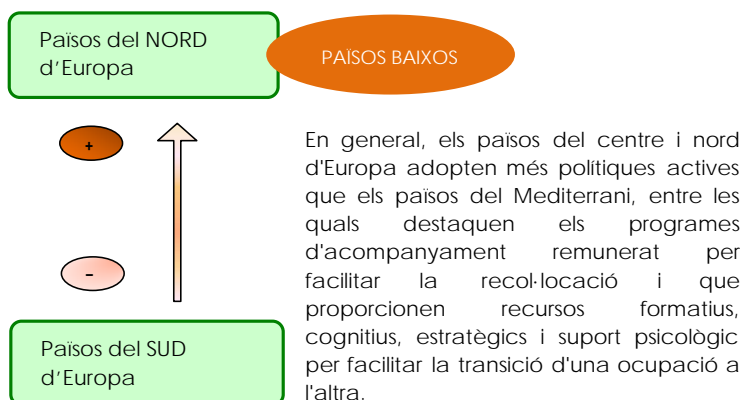 Països del NORD
d’Europa
PAÏSOS BAIXOS
+
En general, els països del centre i nord
d'Europa adopten més polítiques actives
que els països del Mediterrani, entre les
quals destaquen els programes
d'acompanyament remunerat per
facilitar la recol·locació i que
proporcionen recursos formatius,
cognitius, estratègics i suport psicològic
per facilitar la transició d'una ocupació a
l'altra.
-
Països del SUD
d’Europa